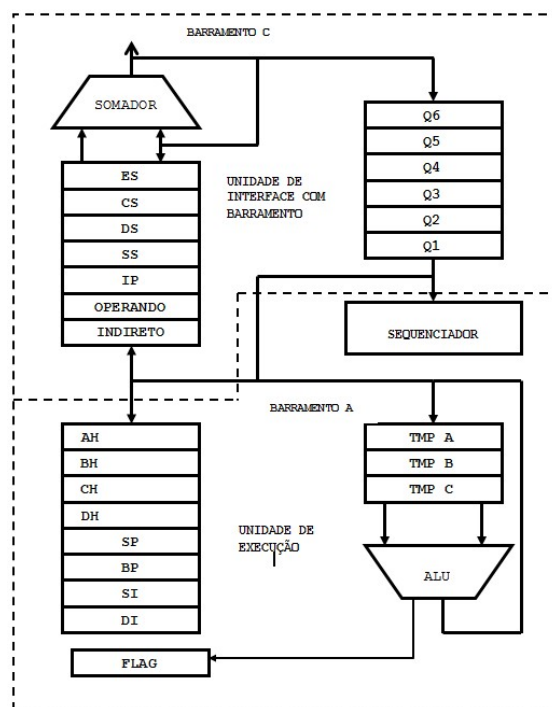 BARRAMENTO C
SOMADOR
Q6
Q5
Q4
Q3
Q2
Q1
ES
CS
DS
SS
IP
OPERANDO
INDIRETO
UNIDADE DE
INTERFACE COM
BARRAMENTO
SEQUENCIADOR
BARRAMENTO A
AH
BH
CH
DH
SP
BP
SI
DI
TMP A
TMP B
TMP C
UNIDADE DE
EXECUÇÃO
ALU
FLAG